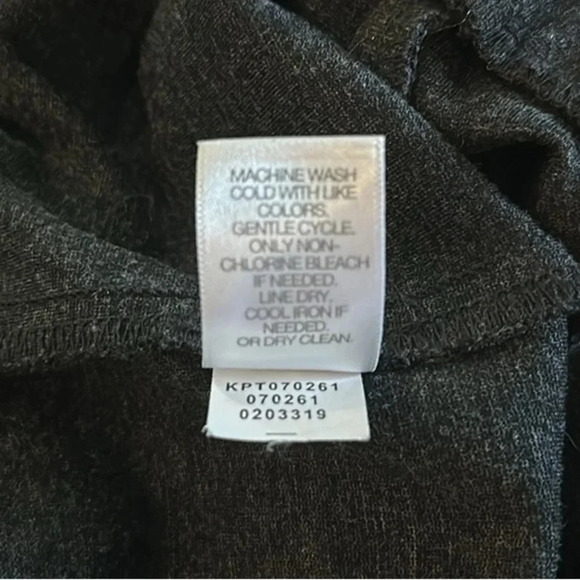 MACHINE WASH
COLD WITH LIKE
COLORS.
GENTLE CYCLE.
ONLY NON-
CHLORINE BLEACH
IF NEEDED.
LINE DRY.
COOL IRON IF
NEEDED.
OR DRY CLEAN.
KPT070261
070261
0203319